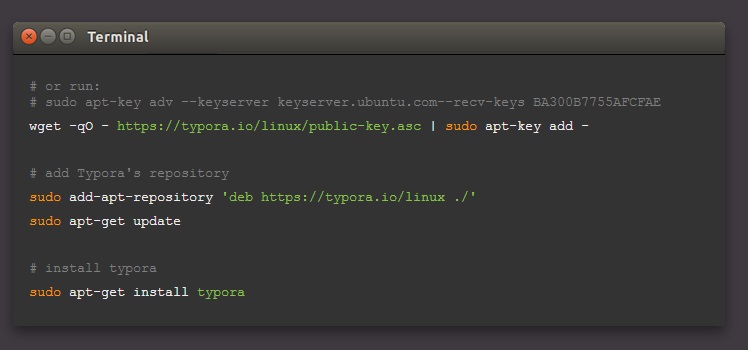 Terminal
# or run:
# sudo apt-key adv --keyserver keyserver.ubuntu.com--recv-keys BA300B7755AFCFAE
wget -qO - https://typora.io/linux/public-key.asc | sudo apt-key add -
# add Typora's repository
sudo add-apt-repository 'deb https://typora.io/linux ./'
sudo apt-get update
# install typora
sudo apt-get install typora